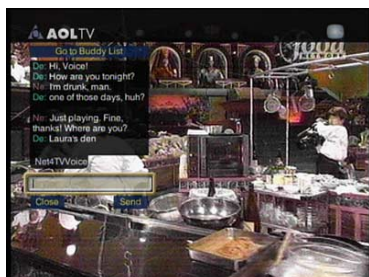 AOLTV
Go to Buddy List
De: Hi, Voice!
De: How are you tonight?
Ne: I'm drunk, man.
De: one of those days, huh?
Ne: Just playing. Fine,
thanks! Where are you?
De: Laura's den
Net4TVVoice
Close
Send
food